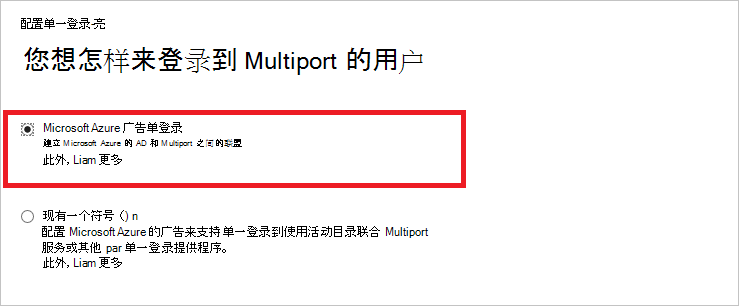 配置单一登录-亮
您想怎样来登录到 Multiport 的用户
Microsoft Azure 广告单登录
建立 Microsoft Azure 的 AD 和 Multiport 之间的联盟
此外, Liam 更多
现有一个符号 () n
配置 Microsoft Azure 的广告来支持单一登录到使用活动目录联合 Multiport
服务或其他 par 单一登录提供程序。
此外, Liam 更多